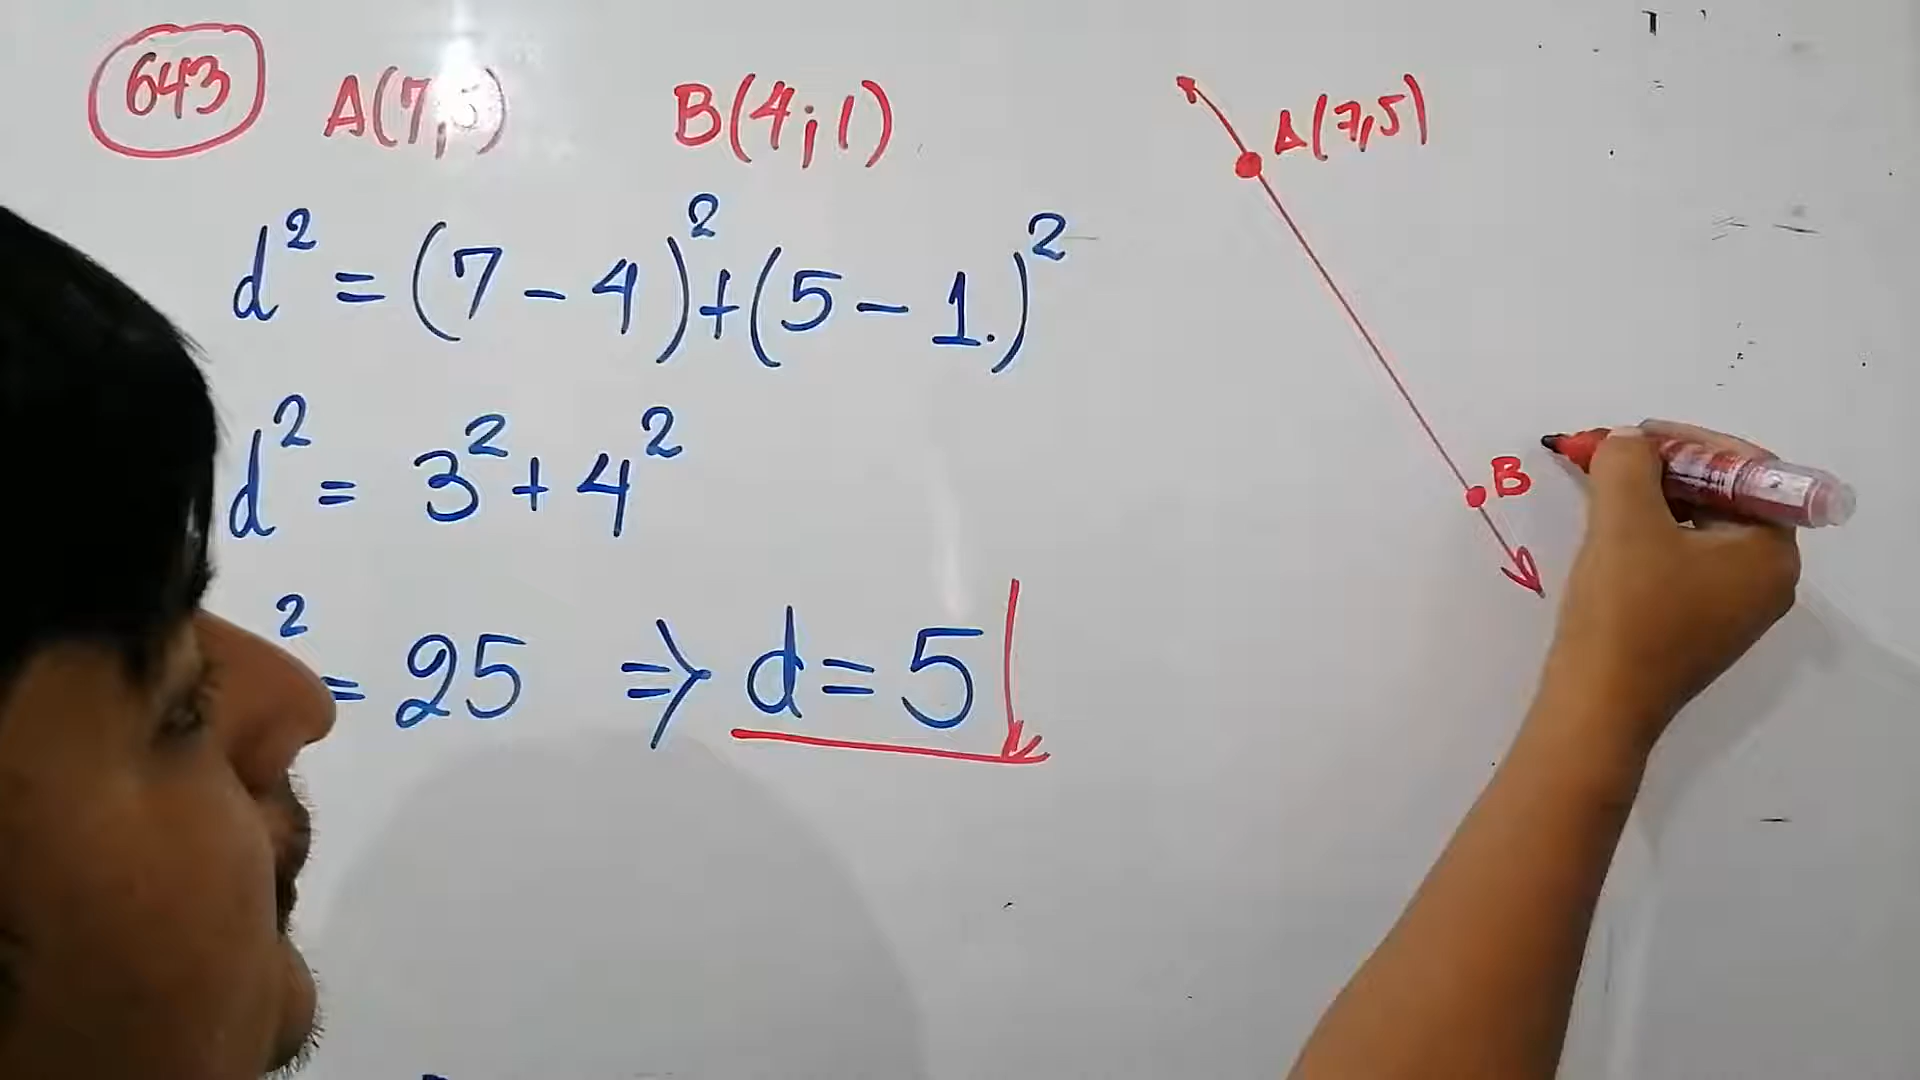 643 A(7,5) B(4;1)
A(7,5)
d² = (7 - 4)² + (5 - 1.)²
d² = 3² + 4²
B
² = 25 ⇒ d = 5